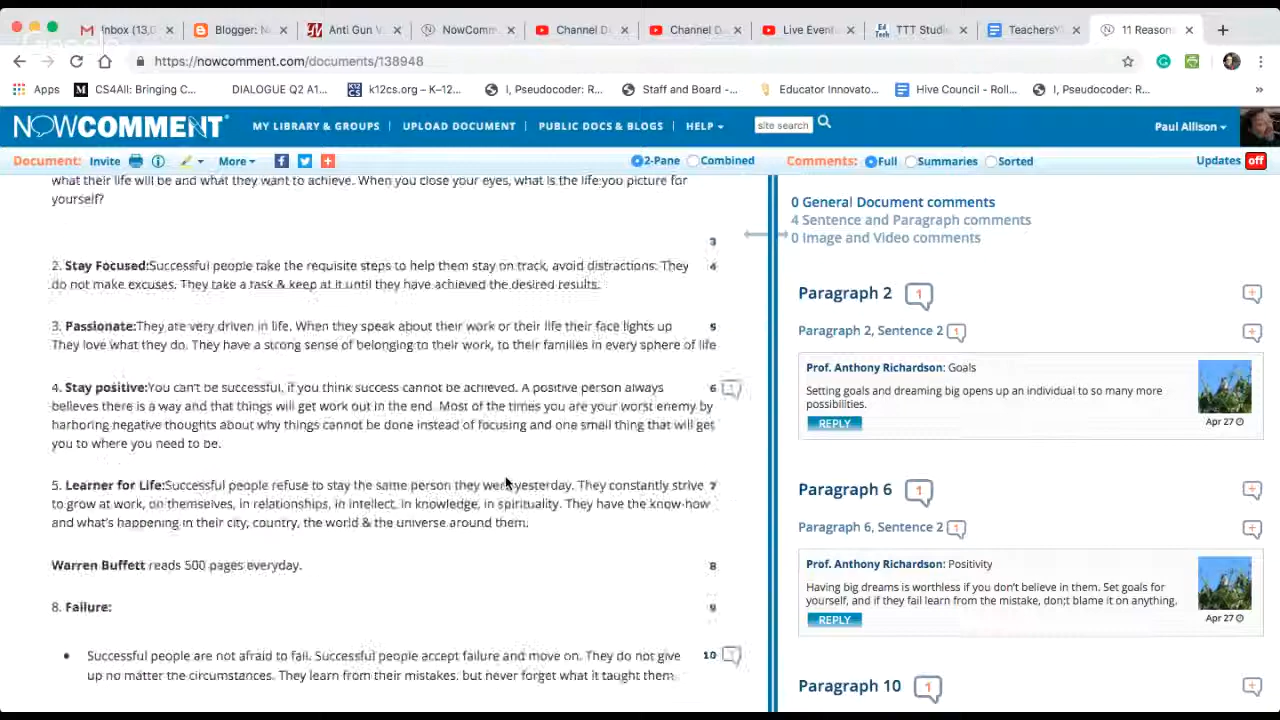 Inbox (13,0
Blogger: N
Anti Gun V
NowComm
Channel D
Channel D
Live Event
TTT Studi
TeachersY
11 Reason
https://nowcomment.com/documents/138948
Apps
CS4All: Bringing C...
DIALOGUE Q2 A1...
k12cs.org – K–12...
I, Pseudocoder: R...
Staff and Board -...
Educator Innovato...
Hive Council - Roll...
I, Pseudocoder: R...
»
NOWCOMMENT
MY LIBRARY & GROUPS
UPLOAD DOCUMENT
PUBLIC DOCS & BLOGS
HELP
site search
Paul Allison
Document:
Invite
More
2-Pane
Combined
Comments:
Full
Summaries
Sorted
Updates
off
what their life will be and what they want to achieve. When you close your eyes, what is the life you picture for
yourself?
3
2. Stay Focused:Successful people take the requisite steps to help them stay on track, avoid distractions. They 4
do not make excuses. They take a task & keep at it until they have achieved the desired results.
3. Passionate:They are very driven in life. When they speak about their work or their life their face lights up 5
They love what they do. They have a strong sense of belonging to their work, to their families in every sphere of life
4. Stay positive:You can't be successful, if you think success cannot be achieved. A positive person always 6 1
believes there is a way and that things will get work out in the end. Most of the times you are your worst enemy by
harboring negative thoughts about why things cannot be done instead of focusing and one small thing that will get
you to where you need to be.
5. Learner for Life:Successful people refuse to stay the same person they were yesterday. They constantly strive 7
to grow at work, on themselves, in relationships, in intellect, in knowledge, in spirituality. They have the know-how
and what's happening in their city, country, the world & the universe around them.
Warren Buffett reads 500 pages everyday. 8
8. Failure: 9
• Successful people are not afraid to fail. Successful people accept failure and move on. They do not give 10 1
up no matter the circumstances. They learn from their mistakes, but never forget what it taught them
0 General Document comments
4 Sentence and Paragraph comments
0 Image and Video comments
Paragraph 2 1
Paragraph 2, Sentence 2 1
Prof. Anthony Richardson: Goals
Setting goals and dreaming big opens up an individual to so many more
possibilities.
REPLY
Apr 27
Paragraph 6 1
Paragraph 6, Sentence 2 1
Prof. Anthony Richardson: Positivity
Having big dreams is worthless if you don't believe in them. Set goals for
yourself, and if they fail learn from the mistake, don;t blame it on anything.
REPLY
Apr 27
Paragraph 10 1